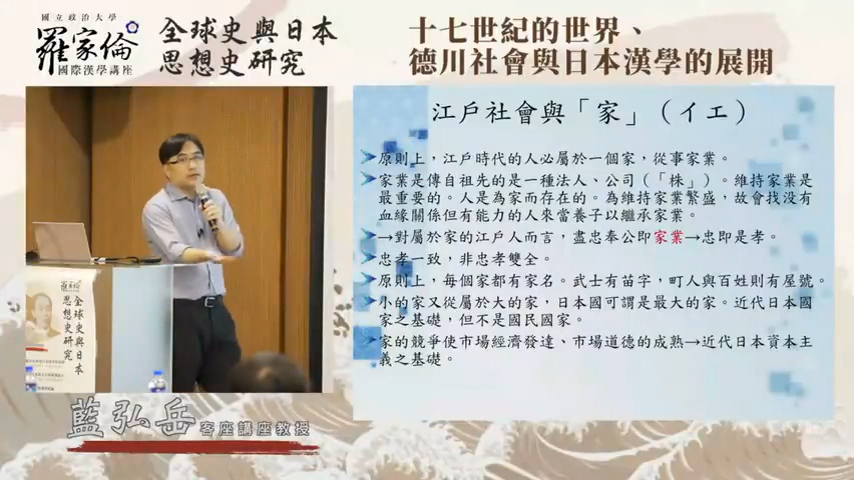 國立政治大學
羅家倫
國際漢學講座
全球史與日本
思想史研究
十七世紀的世界、
德川社會與日本漢學的展開
江戶社會與「家」（イエ）
原則上，江戶時代的人必屬於一個家，從事家業。
家業是傳自祖先的是一種法人、公司（「株」）。維持家業是
最重要的。人是為家而存在的。為維持家業繁盛，故會找沒有
血緣關係但有能力的人來當養子以繼承家業。
→對屬於家的江戶人而言，盡忠奉公即家業→忠即是孝。
忠孝一致，非忠孝雙全。
原則上，每個家都有家名。武士有苗字，町人與百姓則有屋號。
小的家又從屬於大的家，日本國可謂是最大的家。近代日本國
家之基礎，但不是國民國家。
家的競爭使市場經濟發達、市場道德的成熟→近代日本資本主
義之基礎。
羅家倫
全球史與日本
思想史研究
藍弘岳 客座講座教授